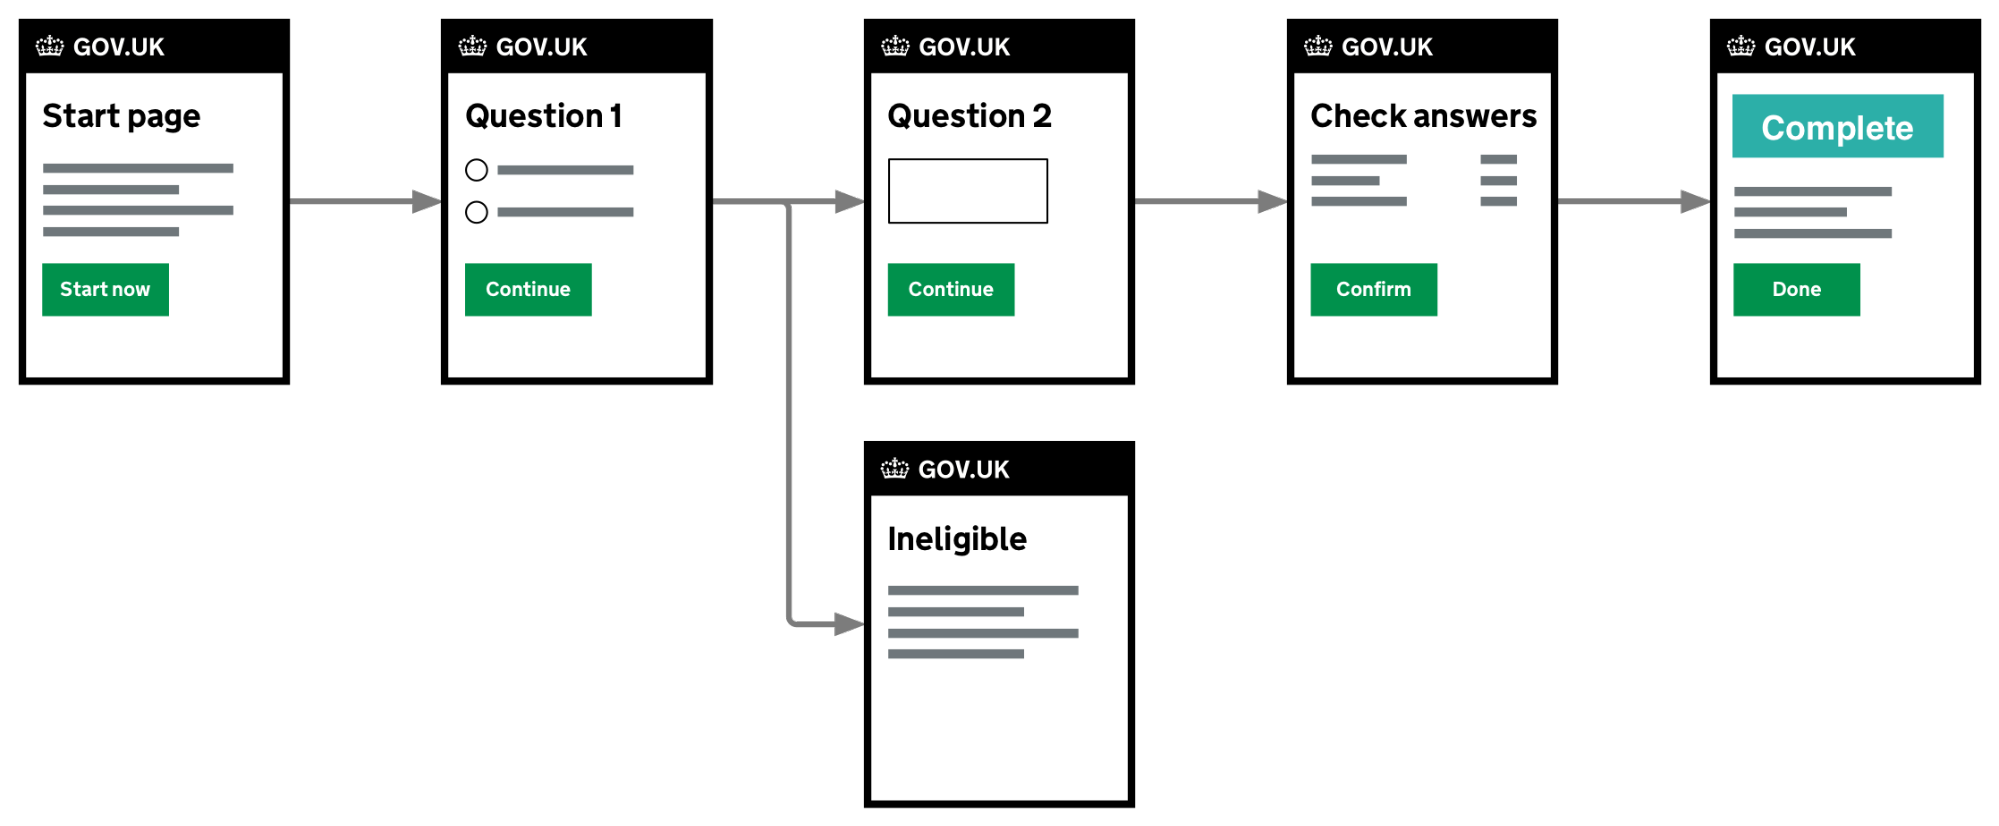 GOV.UK
Start page
Start now
GOV.UK
Question 1
Continue
GOV.UK
Question 2
Continue
GOV.UK
Check answers
Confirm
GOV.UK
Complete
Done
GOV.UK
Ineligible